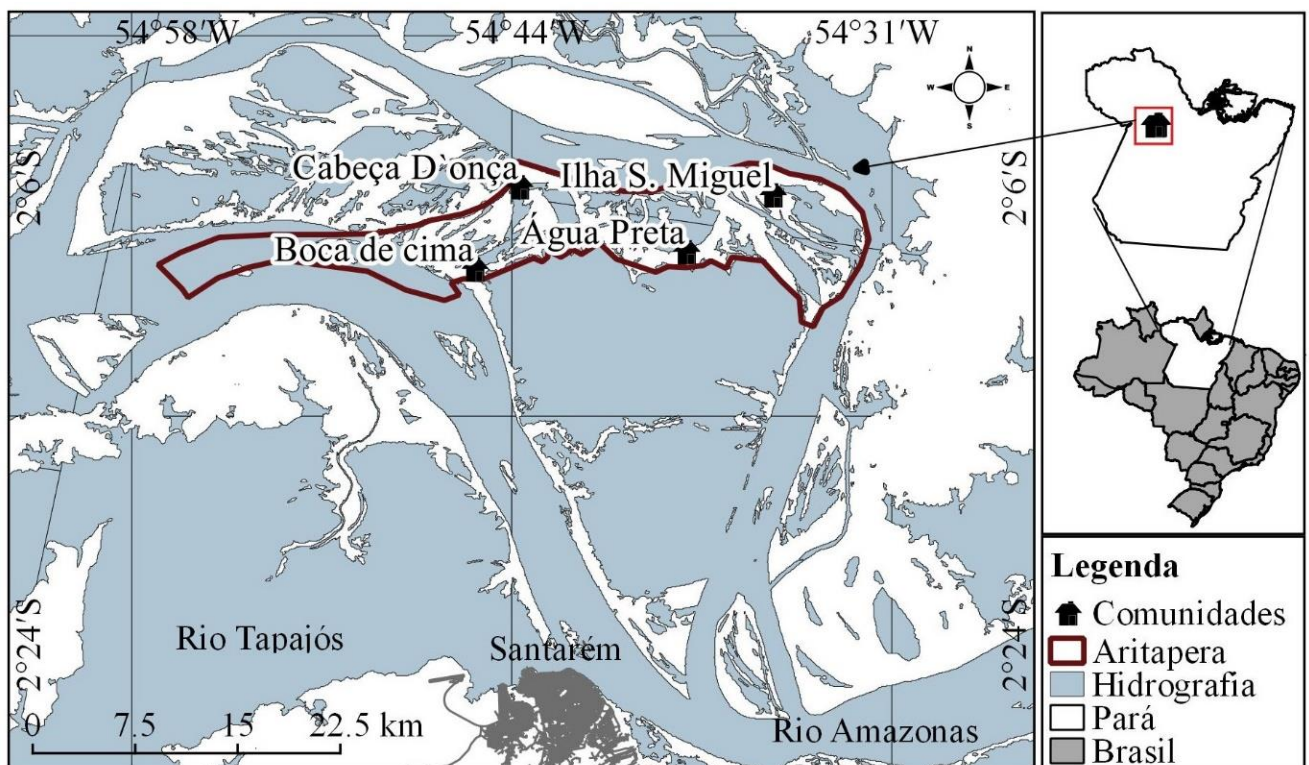 54°58'W
54°44'W
54°31'W
N
W
E
S
2°6'S
2°6'S
Cabeça D`onça
Ilha S. Miguel
Boca de cima
Água Preta
2°24'S
2°24'S
Rio Tapajós
Santarém
0 7.5 15 22.5 km
Rio Amazonas
Legenda
Comunidades
Aritapera
Hidrografia
Pará
Brasil